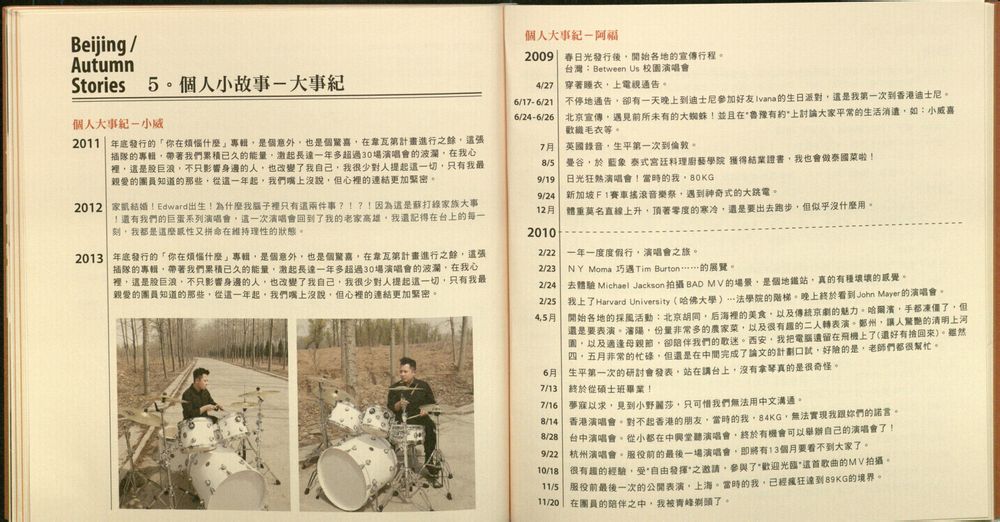 Beijing /
Autumn
Stories 5。個人小故事－大事紀
個人大事紀－小威
2011 年底發行的「你在煩惱什麼」專輯，是個意外，也是個驚喜，在韋瓦第計畫進行之餘，這張
插隊的專輯，帶著我們累積已久的能量，激起長達一年多超過30場演唱會的波瀾，在我心
裡，這是股巨浪，不只影響身邊的人，也改變了我自己，我很少對人提起這一切，只有我最
親愛的團員知道的那些，從這一年起，我們嘴上沒說，但心裡的連結更加緊密。
2012 家凱結婚！Edward出生！為什麼我腦子裡只有這兩件事？！？！因為這是蘇打綠家族大事
！還有我們的巨蛋系列演唱會，這一次演唱會回到了我的老家高雄，我還記得在台上的每一
刻，我都是這麼感性又拼命在維持理性的狀態。
2013 年底發行的「你在煩惱什麼」專輯，是個意外，也是個驚喜，在韋瓦第計畫進行之餘，這張
插隊的專輯，帶著我們累積已久的能量，激起長達一年多超過30場演唱會的波瀾，在我心
裡，這是股巨浪，不只影響身邊的人，也改變了我自己，我很少對人提起這一切，只有我最
親愛的團員知道的那些，從這一年起，我們嘴上沒說，但心裡的連結更加緊密。
個人大事紀－阿福
2009 春日光發行後，開始各地的宣傳行程。
台灣：Between Us 校園演唱會
4/27 穿著睡衣，上電視通告。
6/17- 6/21 不停地通告，卻有一天晚上到迪士尼參加好友Ivana的生日派對，這是我第一次到香港迪士尼。
6/24-6/26 北京宣傳，遇見前所未有的大蜘蛛！並且在"魯豫有約"上討論大家平常的生活消遣，如：小威喜
歡織毛衣等。
7月 英國錄音，生平第一次到倫敦。
8/5 曼谷，於 藍象 泰式宮廷料理廚藝學院 獲得結業證書，我也會做泰國菜啦！
9/19 日光狂熱演唱會！當時的我，80KG
9/24 新加坡F1賽車搖滾音樂祭，遇到神奇式的大跳電。
12月 體重莫名直線上升，頂著零度的寒冷，還是要出去跑步，但似乎沒什麼用。
2010
2/22 一年一度度假行，演唱會之旅。
2/23 NY Moma 巧遇Tim Burton……的展覽。
2/24 去體驗 Michael Jackson拍攝BAD MV的場景，是個地鐵站，真的有種壞壞的感覺。
2/25 我上了Harvard University（哈佛大學）…法學院的階梯。晚上終於看到John Mayer的演唱會。
4,5月 開始各地的採風活動：北京胡同，后海裡的美食，以及傳統京劇的魅力。哈爾濱，手都凍僵了，但
還是要表演。瀋陽，份量非常多的農家菜，以及很有趣的二人轉表演。鄭州，讓人驚豔的清明上河
園，以及適逢母親節，卻陪伴我們的歌迷。西安，我把電腦遺留在飛機上了(還好有撿回來)。雖然
四，五月非常的忙碌，但還是在中間完成了論文的計劃口試，好險的是，老師們都很幫忙。
6月 生平第一次的研討會發表，站在講台上，沒有拿琴真的是很奇怪。
7/13 終於從碩士班畢業！
7/16 夢寐以求，見到小野麗莎，只可惜我們無法用中文溝通。
8/14 香港演唱會。對不起香港的朋友，當時的我，84KG，無法實現我跟妳們的諾言。
8/28 台中演唱會。從小都在中興堂聽演唱會，終於有機會可以舉辦自己的演唱會了！
9/22 杭州演唱會。服役前的最後一場演唱會，即將有13個月要看不到大家了。
10/18 很有趣的經驗，受"自由發揮"之邀請，參與了"歡迎光臨"這首歌曲的MV拍攝。
11/5 服役前最後一次的公開表演，上海。當時的我，已經瘋狂達到89KG的境界。
11/20 在團員的陪伴之中，我被青峰剃頭了。